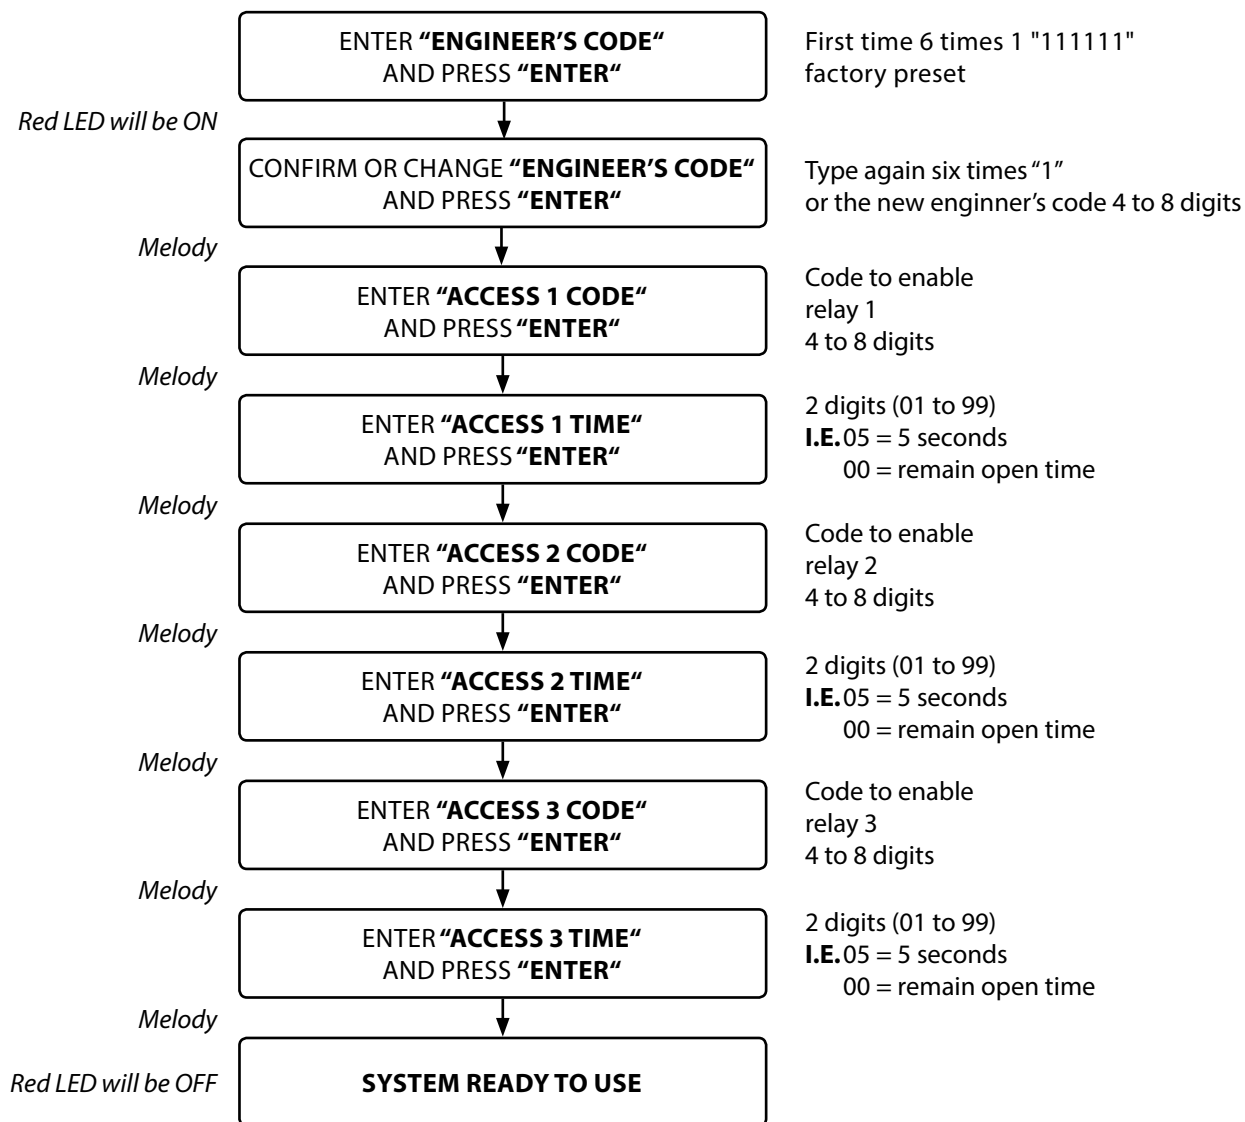 ENTER “ENGINEER’S CODE“
AND PRESS “ENTER“
First time 6 times 1 "111111"
factory preset
Red LED will be ON
CONFIRM OR CHANGE “ENGINEER’S CODE“
AND PRESS “ENTER“
Type again six times “1”
or the new enginner’s code 4 to 8 digits
Melody
ENTER “ACCESS 1 CODE“
AND PRESS “ENTER“
Code to enable
relay 1
4 to 8 digits
Melody
ENTER “ACCESS 1 TIME“
AND PRESS “ENTER“
2 digits (01 to 99)
I.E. 05 = 5 seconds
00 = remain open time
Melody
ENTER “ACCESS 2 CODE“
AND PRESS “ENTER“
Code to enable
relay 2
4 to 8 digits
Melody
ENTER “ACCESS 2 TIME“
AND PRESS “ENTER“
2 digits (01 to 99)
I.E. 05 = 5 seconds
00 = remain open time
Melody
ENTER “ACCESS 3 CODE“
AND PRESS “ENTER“
Code to enable
relay 3
4 to 8 digits
Melody
ENTER “ACCESS 3 TIME“
AND PRESS “ENTER“
2 digits (01 to 99)
I.E. 05 = 5 seconds
00 = remain open time
Melody
Red LED will be OFF
SYSTEM READY TO USE